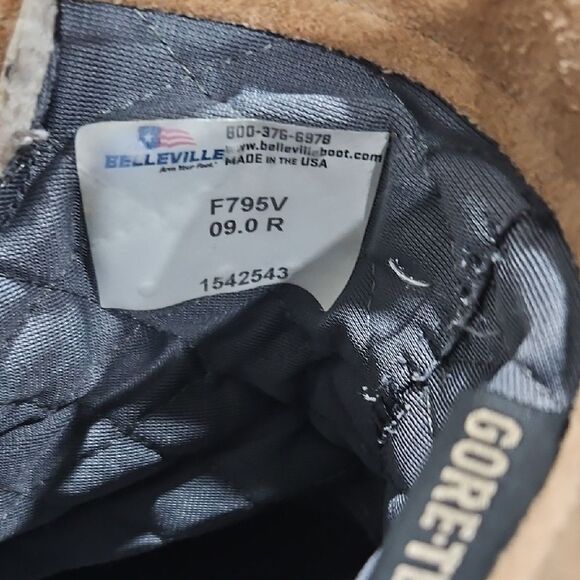 BELLEVILLE
Arm Your Feet.
800-376-6978
www.bellevilleboot.com
MADE IN THE USA
F795V
09.0 R
1542543
GORE-TE